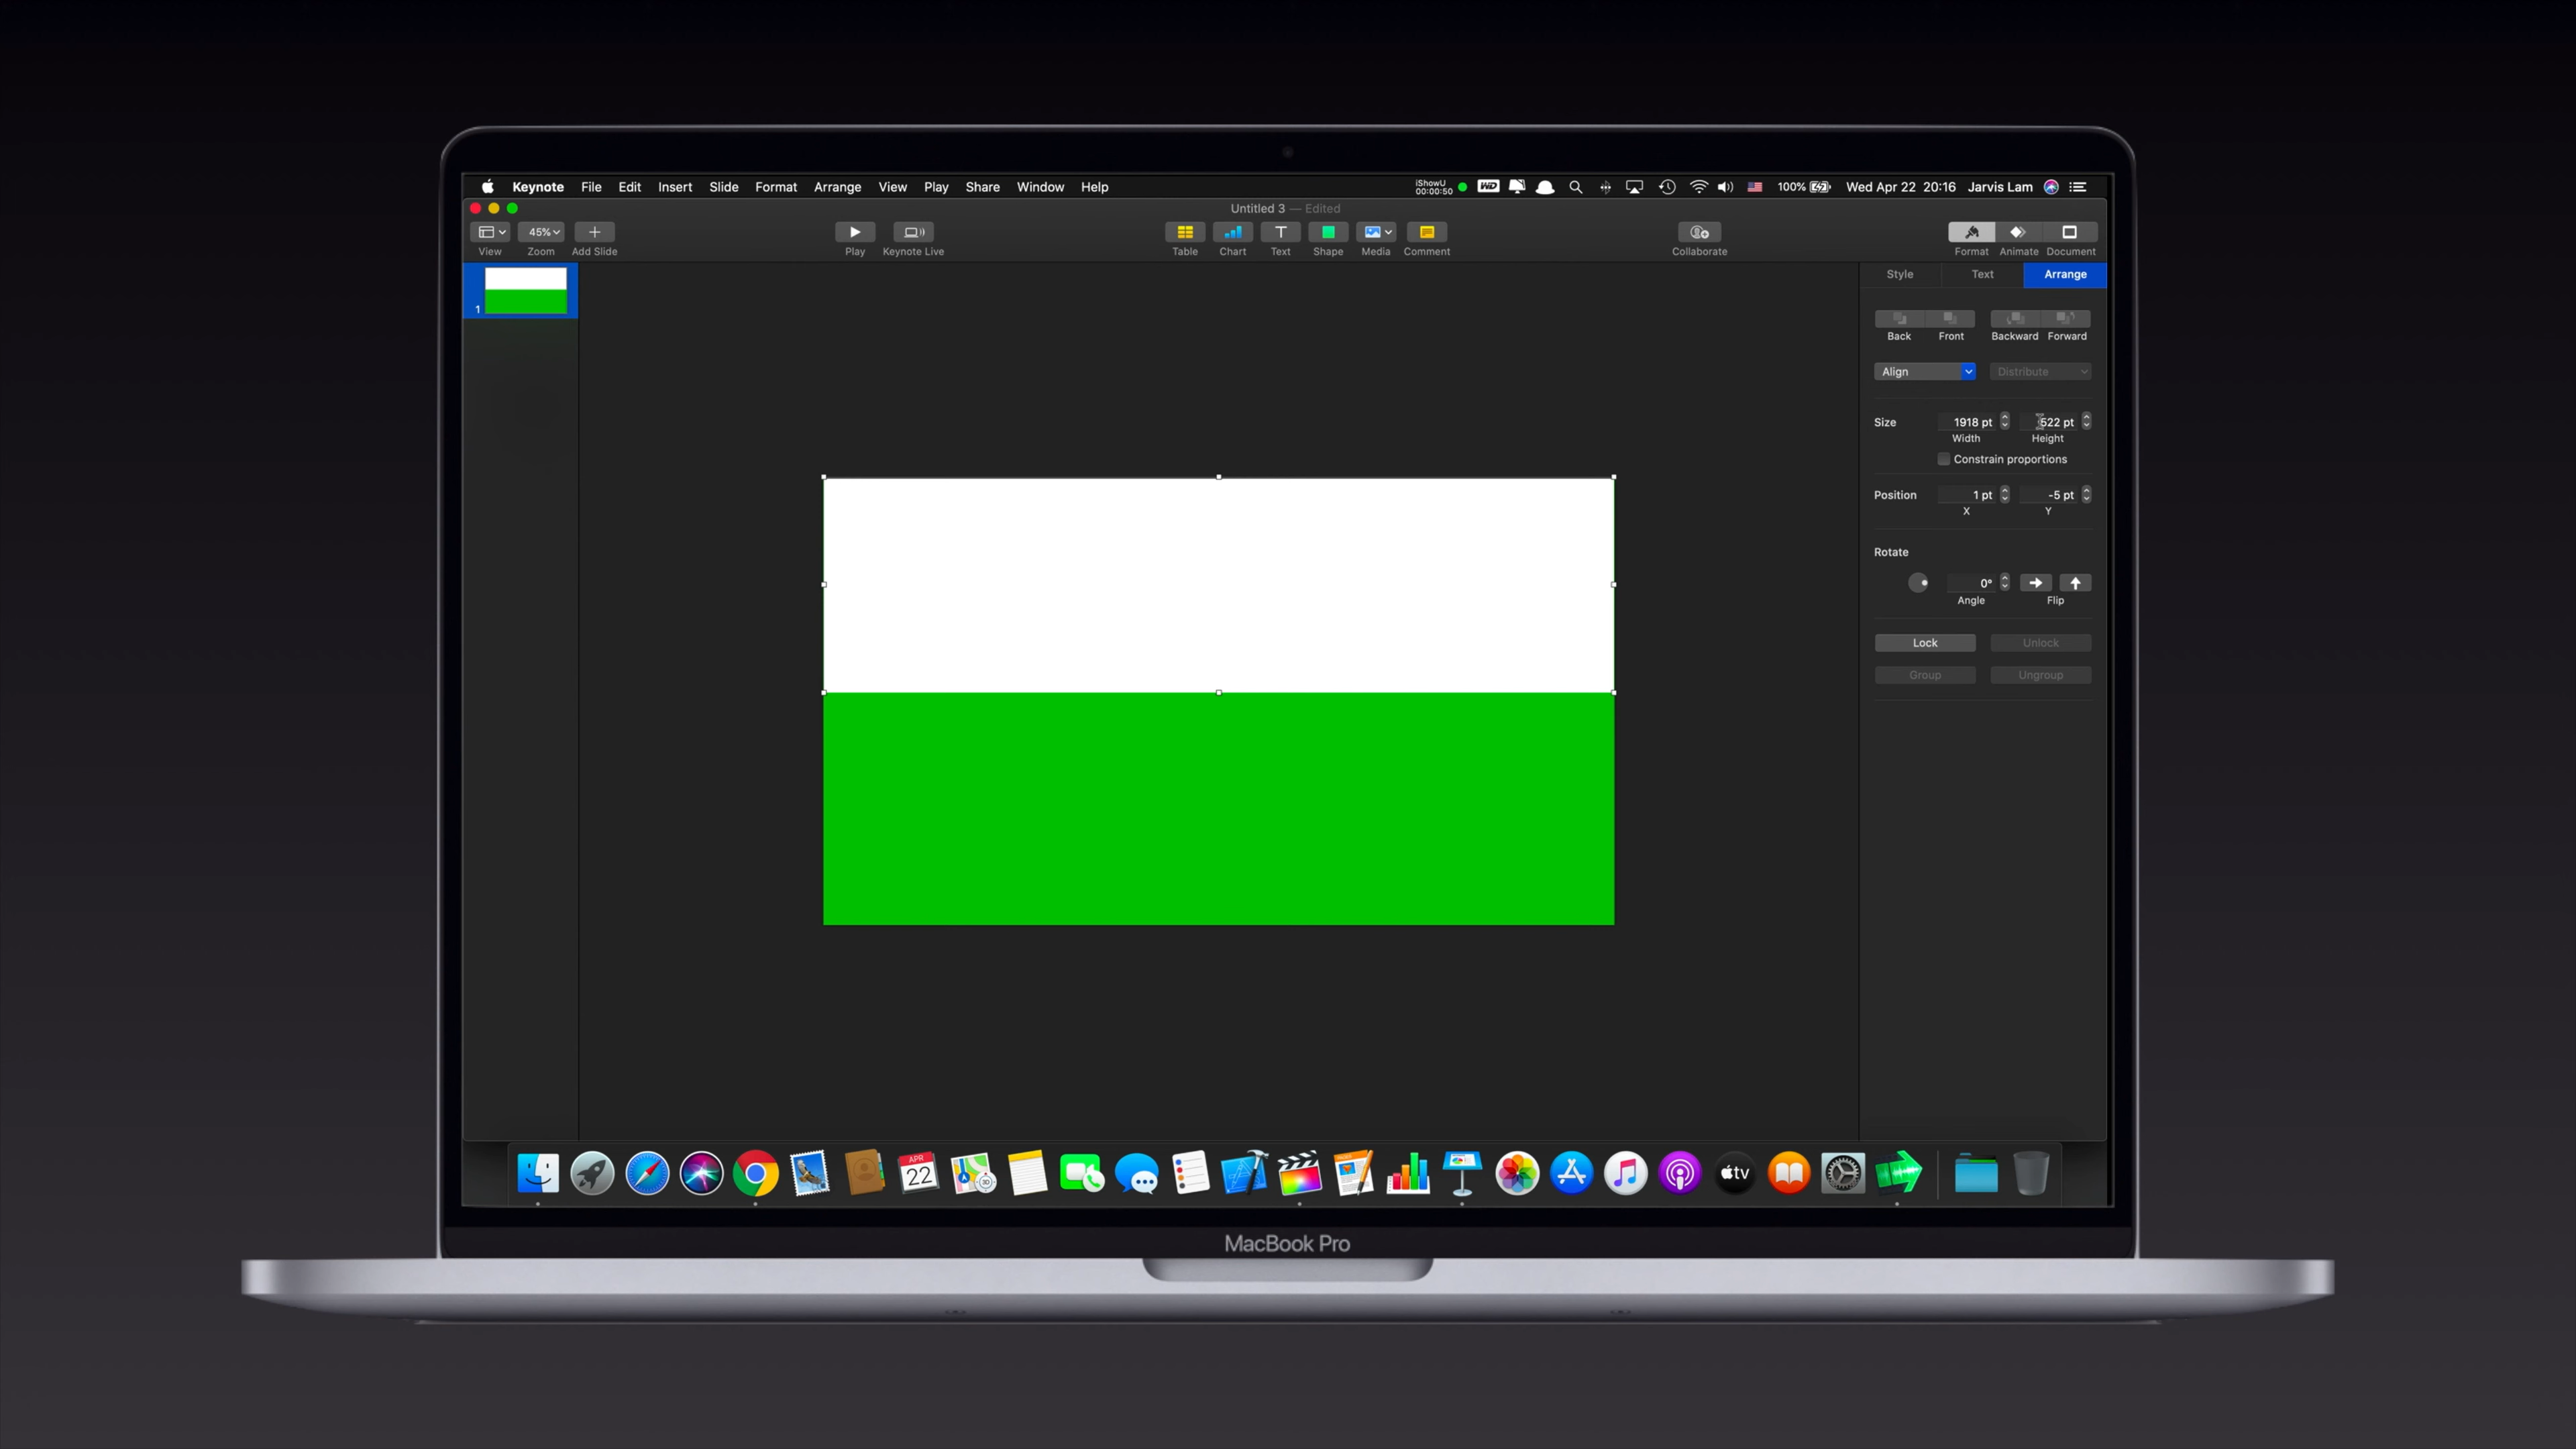 Keynote File Edit Insert Slide Format Arrange View Play Share Window Help
iShowU
00:00:50
WD
100%
Wed Apr 22 20:16
Jarvis Lam
Untitled 3 — Edited
45%
View Zoom Add Slide
Play Keynote Live
T
Table Chart Text Shape Media Comment
Collaborate
Format Animate Document
Style Text Arrange
1
Back Front Backward Forward
Align Distribute
Size 1918 pt 522 pt
Width Height
Constrain proportions
Position 1 pt -5 pt
X Y
Rotate
0°
Angle Flip
Lock Unlock
Group Ungroup
APR
22
3D
tv
MacBook Pro